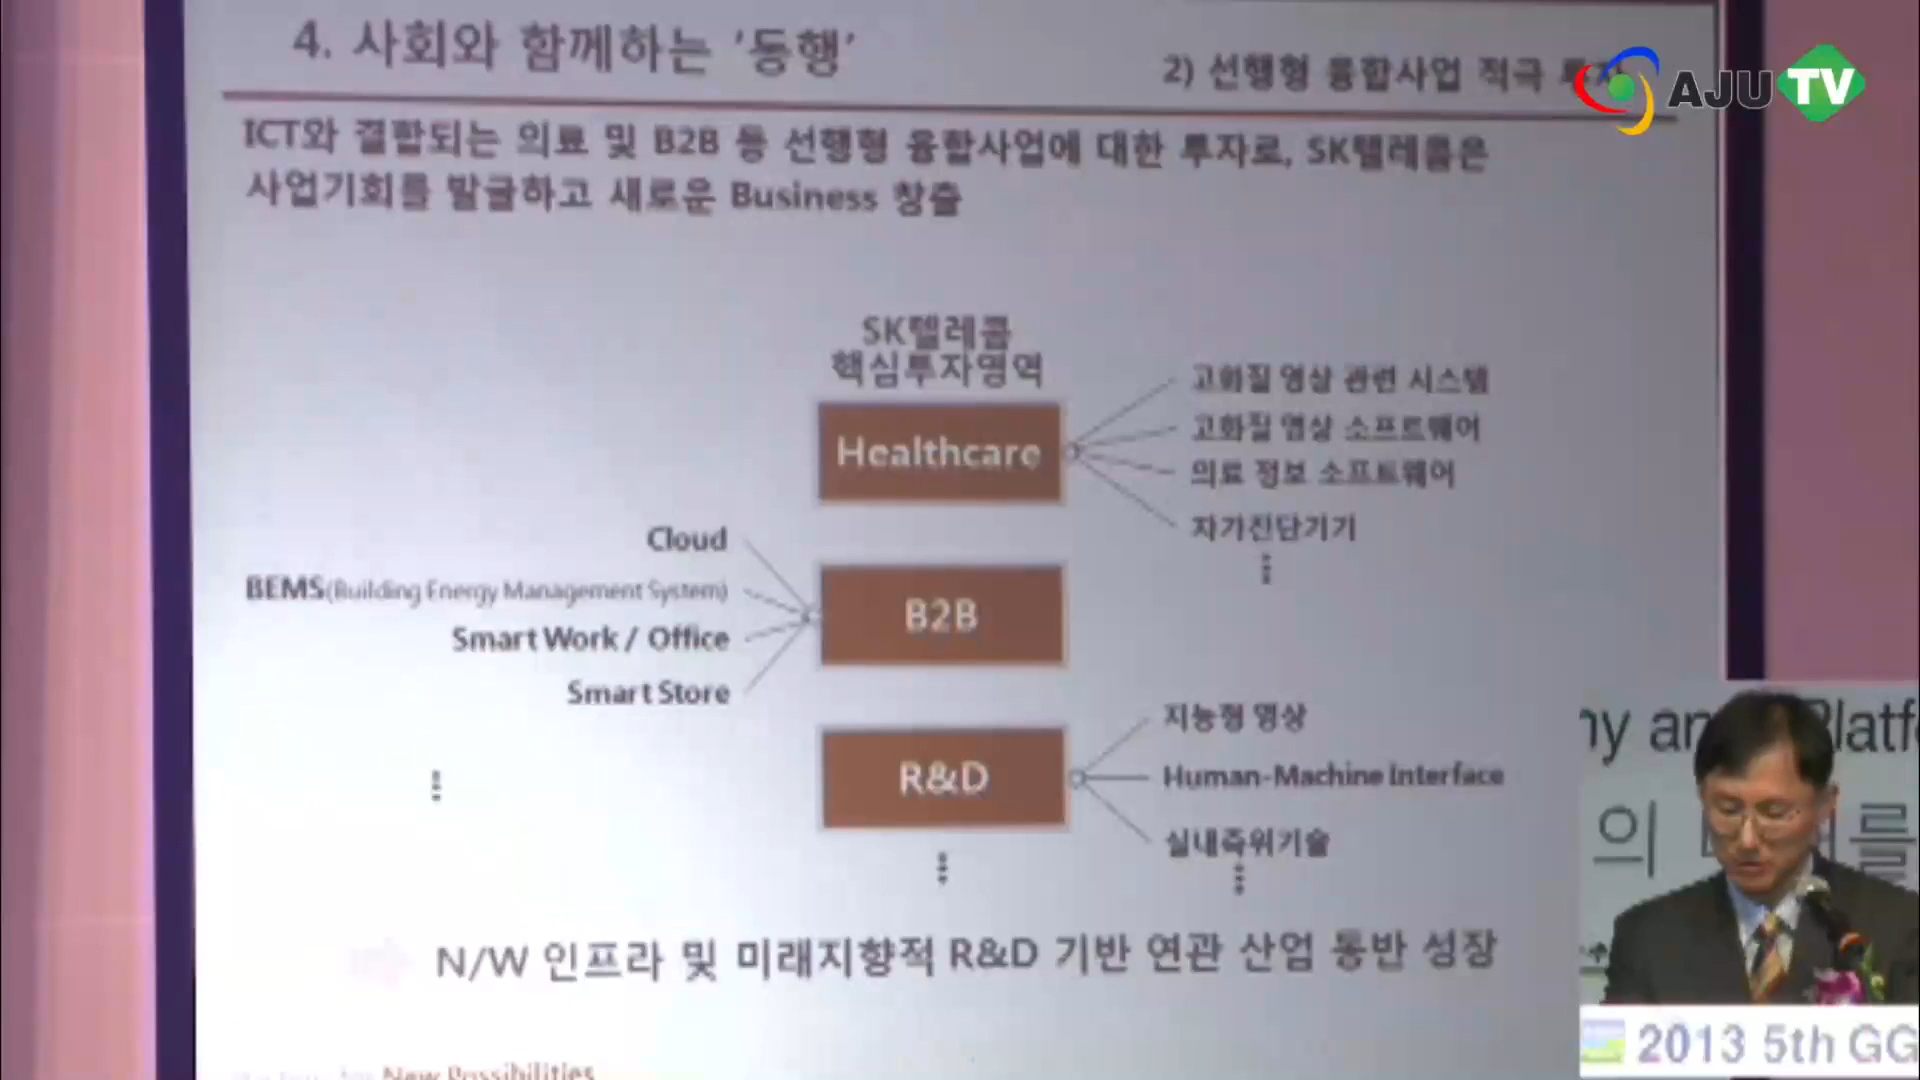 4. 사회와 함께하는 '동행'
2) 선행형 융합사업 적극 투자
AJU TV
ICT와 결합되는 의료 및 B2B 등 선행형 융합사업에 대한 투자로, SK텔레콤은
사업기회를 발굴하고 새로운 Business 창출
SK텔레콤
핵심투자영역
Healthcare
고화질 영상 관련 시스템
고화질 영상 소프트웨어
의료 정보 소프트웨어
자가진단기기
⋮
Cloud
BEMS(Building Energy Management System)
Smart Work / Office
Smart Store
⋮
B2B
R&D
지능형 영상
Human-Machine Interface
실내측위기술
⋮
⋮
N/W 인프라 및 미래지향적 R&D 기반 연관 산업 동반 성장
New Possibilities
ny and Platf
의 를
2013 5th GG